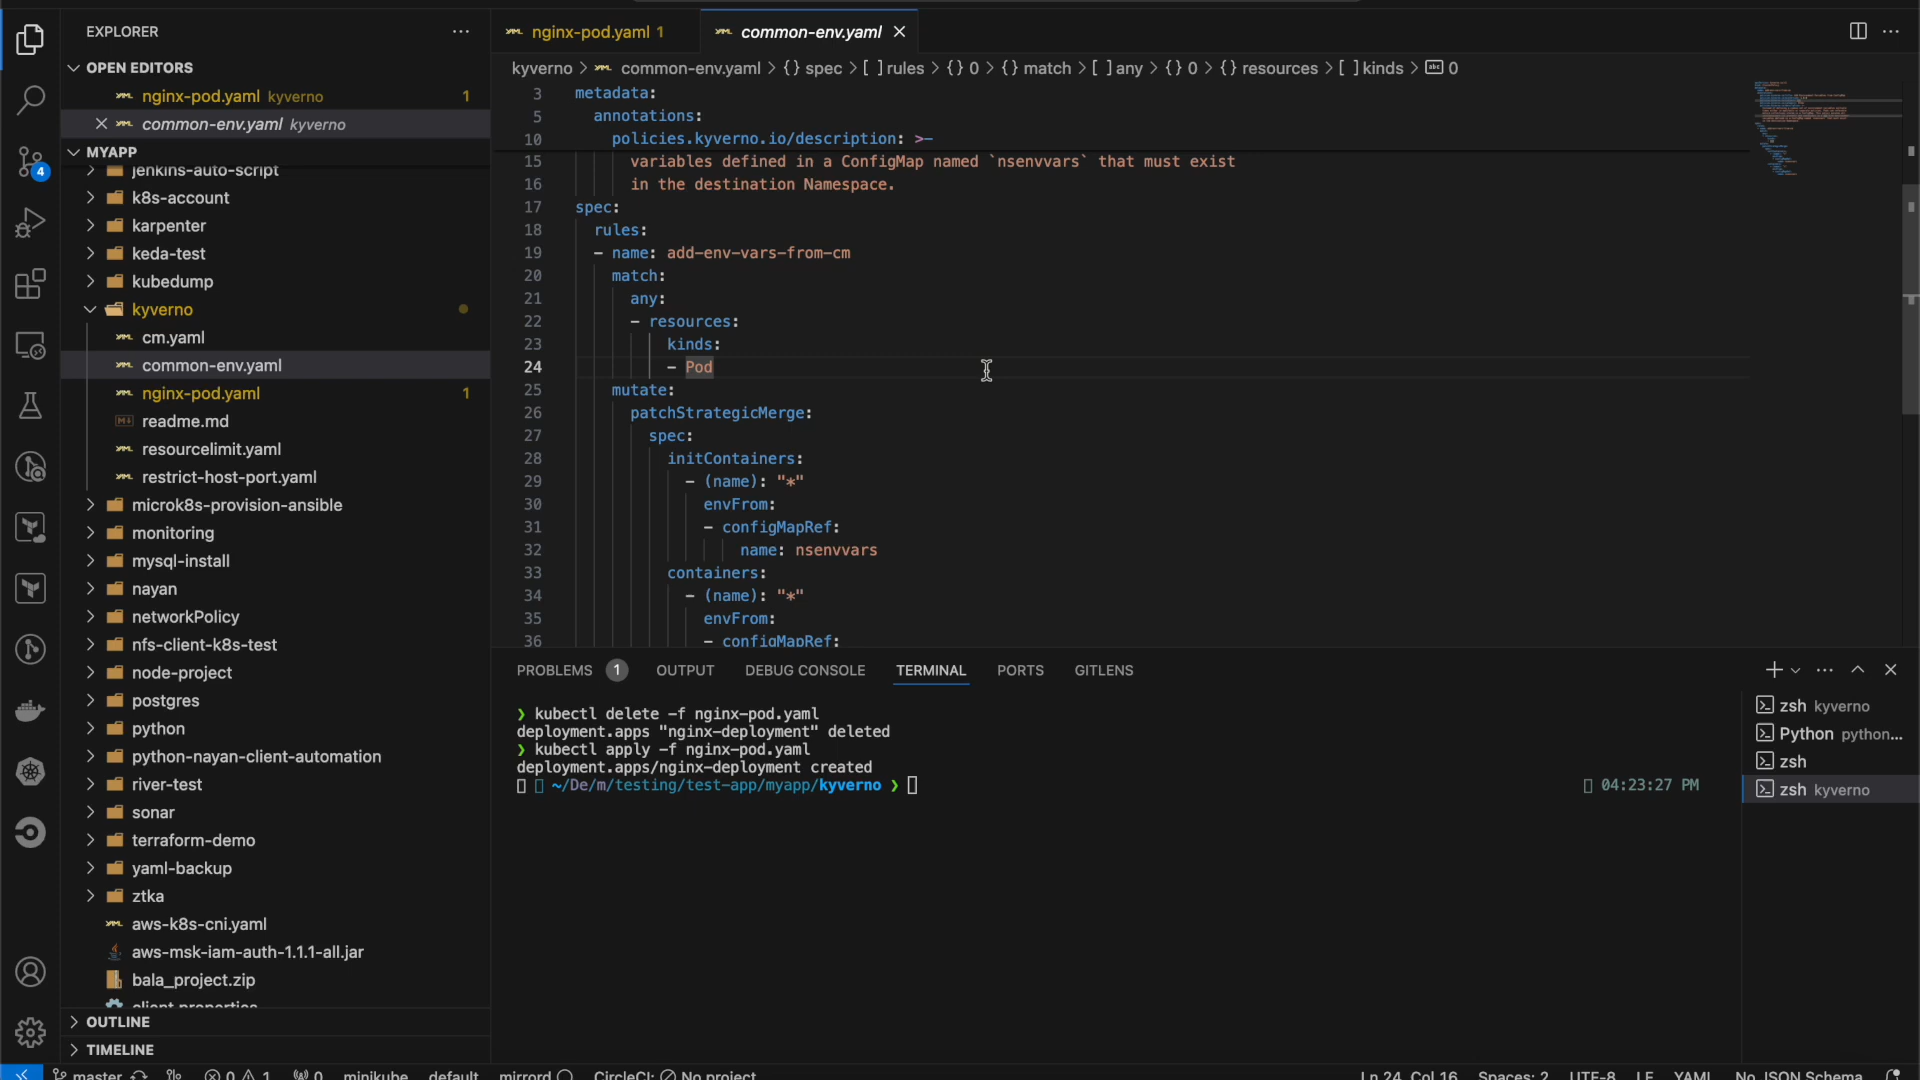 EXPLORER
OPEN EDITORS
nginx-pod.yaml kyverno 1
common-env.yaml kyverno
MYAPP
jenkins-auto-script
k8s-account
karpenter
keda-test
kubedump
kyverno
cm.yaml
common-env.yaml
nginx-pod.yaml 1
readme.md
resourcelimit.yaml
restrict-host-port.yaml
microk8s-provision-ansible
monitoring
mysql-install
nayan
networkPolicy
nfs-client-k8s-test
node-project
postgres
python
python-nayan-client-automation
river-test
sonar
terraform-demo
yaml-backup
ztka
aws-k8s-cni.yaml
aws-msk-iam-auth-1.1.1-all.jar
bala_project.zip
client.properties
OUTLINE
TIMELINE
4
nginx-pod.yaml 1
common-env.yaml
kyverno > common-env.yaml > {} spec > [ ] rules > {} 0 > {} match > [ ] any > {} 0 > {} resources > [ ] kinds > abc 0
3 metadata:
5 annotations:
10 policies.kyverno.io/description: >-
15 variables defined in a ConfigMap named `nsenvvars` that must exist
16 in the destination Namespace.
17 spec:
18 rules:
19 - name: add-env-vars-from-cm
20 match:
21 any:
22 - resources:
23 kinds:
24 - Pod
25 mutate:
26 patchStrategicMerge:
27 spec:
28 initContainers:
29 - (name): "*"
30 envFrom:
31 - configMapRef:
32 name: nsenvvars
33 containers:
34 - (name): "*"
35 envFrom:
36 - configMapRef:
PROBLEMS 1 OUTPUT DEBUG CONSOLE TERMINAL PORTS GITLENS
❯ kubectl delete -f nginx-pod.yaml
deployment.apps "nginx-deployment" deleted
❯ kubectl apply -f nginx-pod.yaml
deployment.apps/nginx-deployment created
~/De/m/testing/test-app/myapp/kyverno ❯ 04:23:27 PM
zsh kyverno
Python python...
zsh
zsh kyverno
master 0 1 0 minikube default mirrord CircleCI: No project Ln 24, Col 16 Spaces: 2 UTF-8 LF YAML No JSON Schema